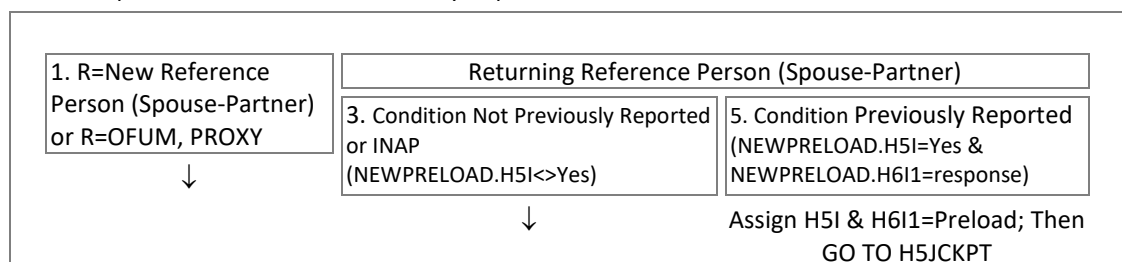 1. R=New Reference
Person (Spouse-Partner)
or R=OFUM, PROXY
↓
Returning Reference Person (Spouse-Partner)
3. Condition Not Previously Reported
or INAP
(NEWPRELOAD.H5I<>Yes)
↓
5. Condition Previously Reported
(NEWPRELOAD.H5I=Yes &
NEWPRELOAD.H6I1=response)
Assign H5I & H6I1=Preload; Then
GO TO H5JCKPT